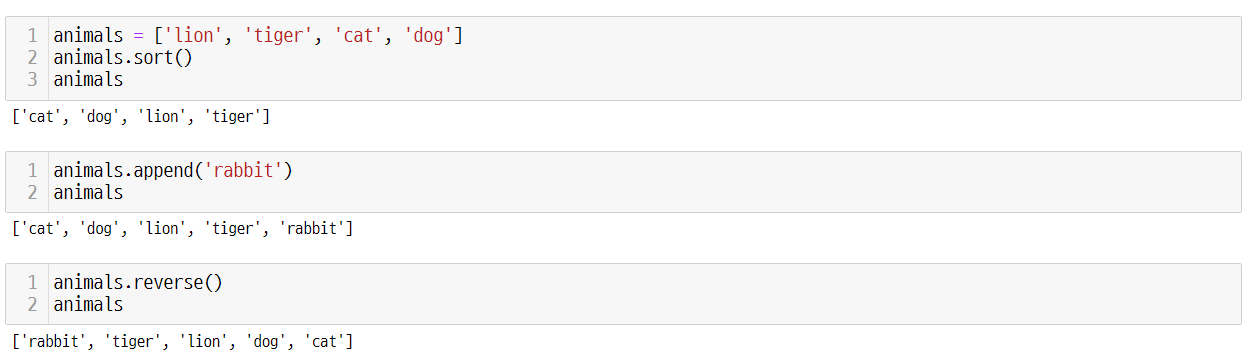 1 animals = ['lion', 'tiger', 'cat', 'dog']
2 animals.sort()
3 animals
['cat', 'dog', 'lion', 'tiger']
1 animals.append('rabbit')
2 animals
['cat', 'dog', 'lion', 'tiger', 'rabbit']
1 animals.reverse()
2 animals
['rabbit', 'tiger', 'lion', 'dog', 'cat']